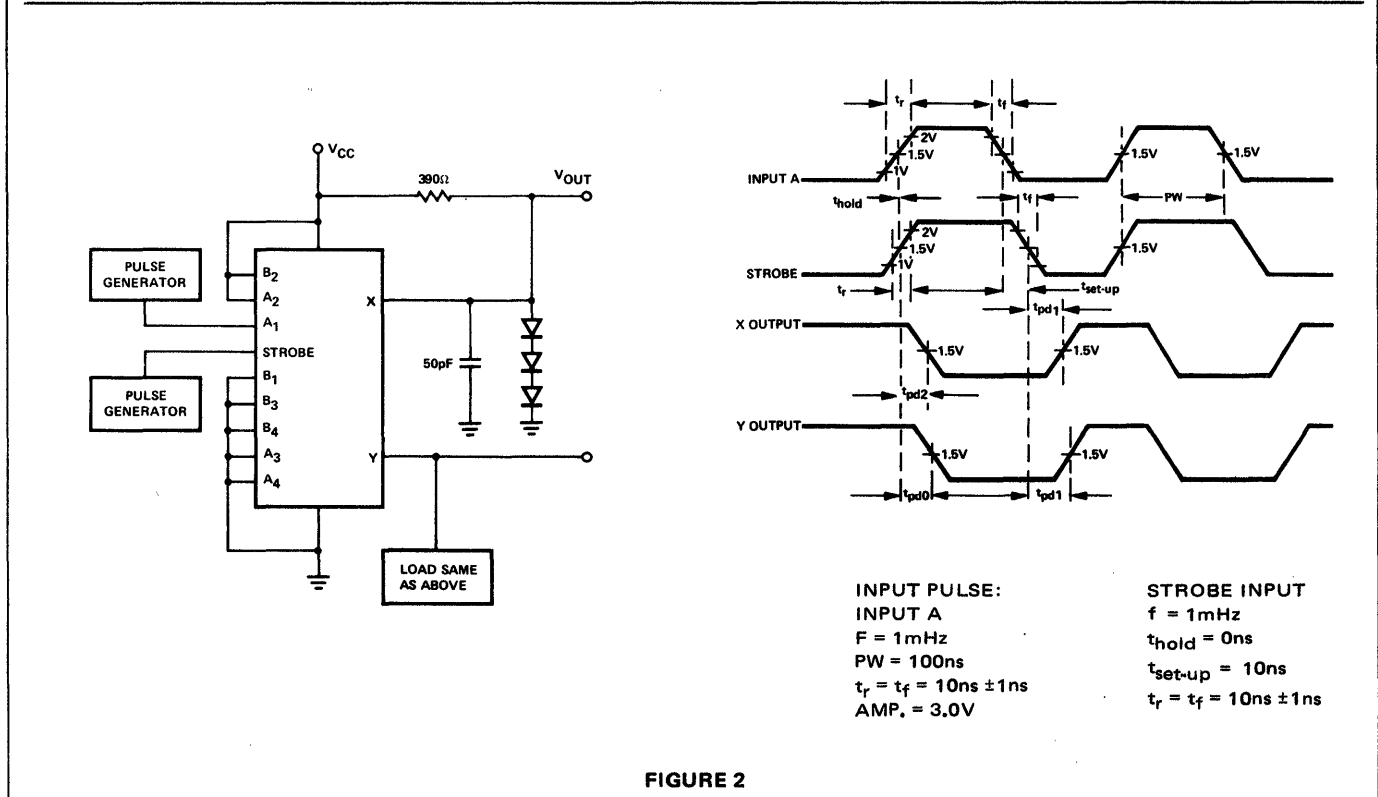 VCC
390Ω
VOUT
PULSE
GENERATOR
PULSE
GENERATOR
B2
A2
A1
STROBE
B1
B3
B4
A3
A4
X
Y
50pF
LOAD SAME
AS ABOVE
tr
tf
2V
1.5V
1V
1.5V
1.5V
INPUT A
thold
tf
PW
2V
1.5V
1V
1.5V
STROBE
tr
tset-up
tpd1
X OUTPUT
1.5V
1.5V
tpd2
Y OUTPUT
1.5V
1.5V
tpd0
tpd1
INPUT PULSE:
INPUT A
F = 1mHz
PW = 100ns
tr = tf = 10ns ±1ns
AMP. = 3.0V
STROBE INPUT
f = 1mHz
thold = 0ns
tset-up = 10ns
tr = tf = 10ns ±1ns
FIGURE 2